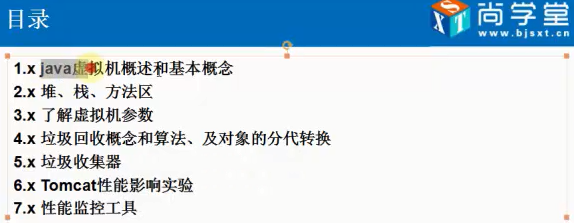 目录
尚学堂
www.bjsxt.cn
1.x java虚拟机概述和基本概念
2.x 堆、栈、方法区
3.x 了解虚拟机参数
4.x 垃圾回收概念和算法、及对象的分代转换
5.x 垃圾收集器
6.x Tomcat性能影响实验
7.x 性能监控工具